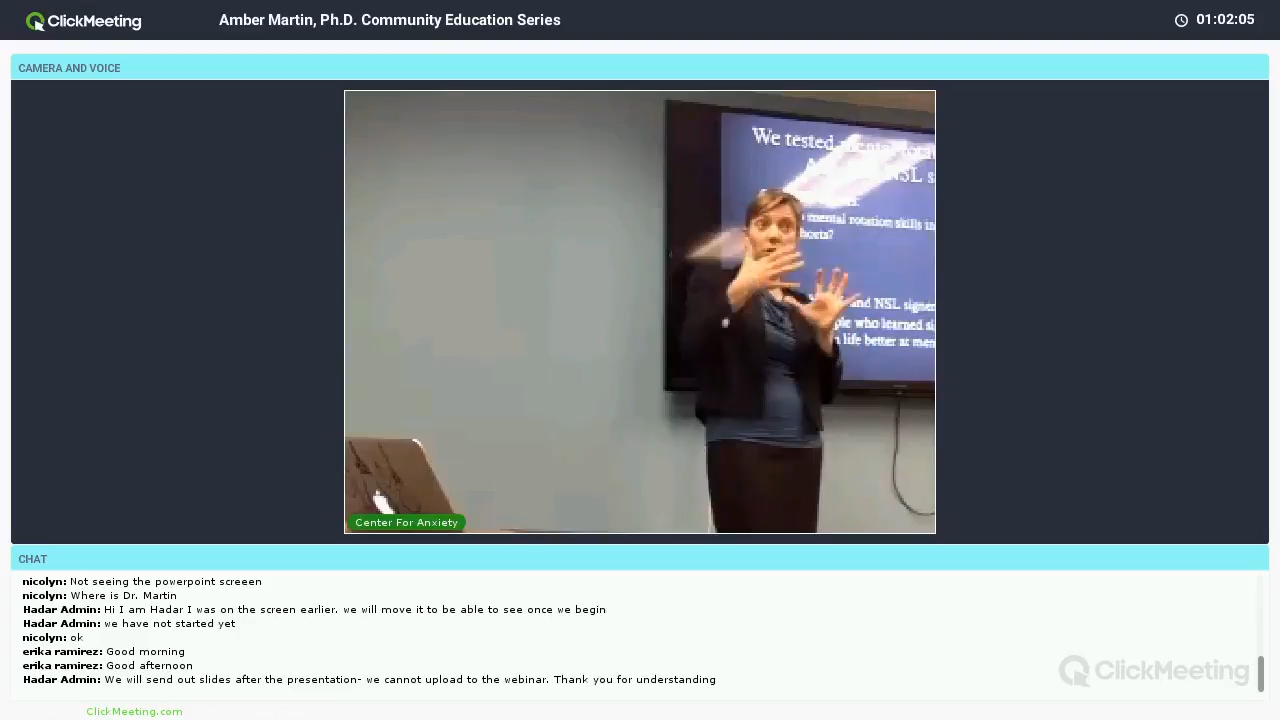 ClickMeeting
Amber Martin, Ph.D. Community Education Series
01:02:05
CAMERA AND VOICE
We tested
NSL
mental rotation skills in
and NSL signers
who learned
life better at
Center For Anxiety
CHAT
nicolyn: Not seeing the powerpoint screeen
nicolyn: Where is Dr. Martin
Hadar Admin: Hi I am Hadar I was on the screen earlier. we will move it to be able to see once we begin
Hadar Admin: we have not started yet
nicolyn: ok
erika ramirez: Good morning
erika ramirez: Good afternoon
Hadar Admin: We will send out slides after the presentation- we cannot upload to the webinar. Thank you for understanding
ClickMeeting
ClickMeeting.com